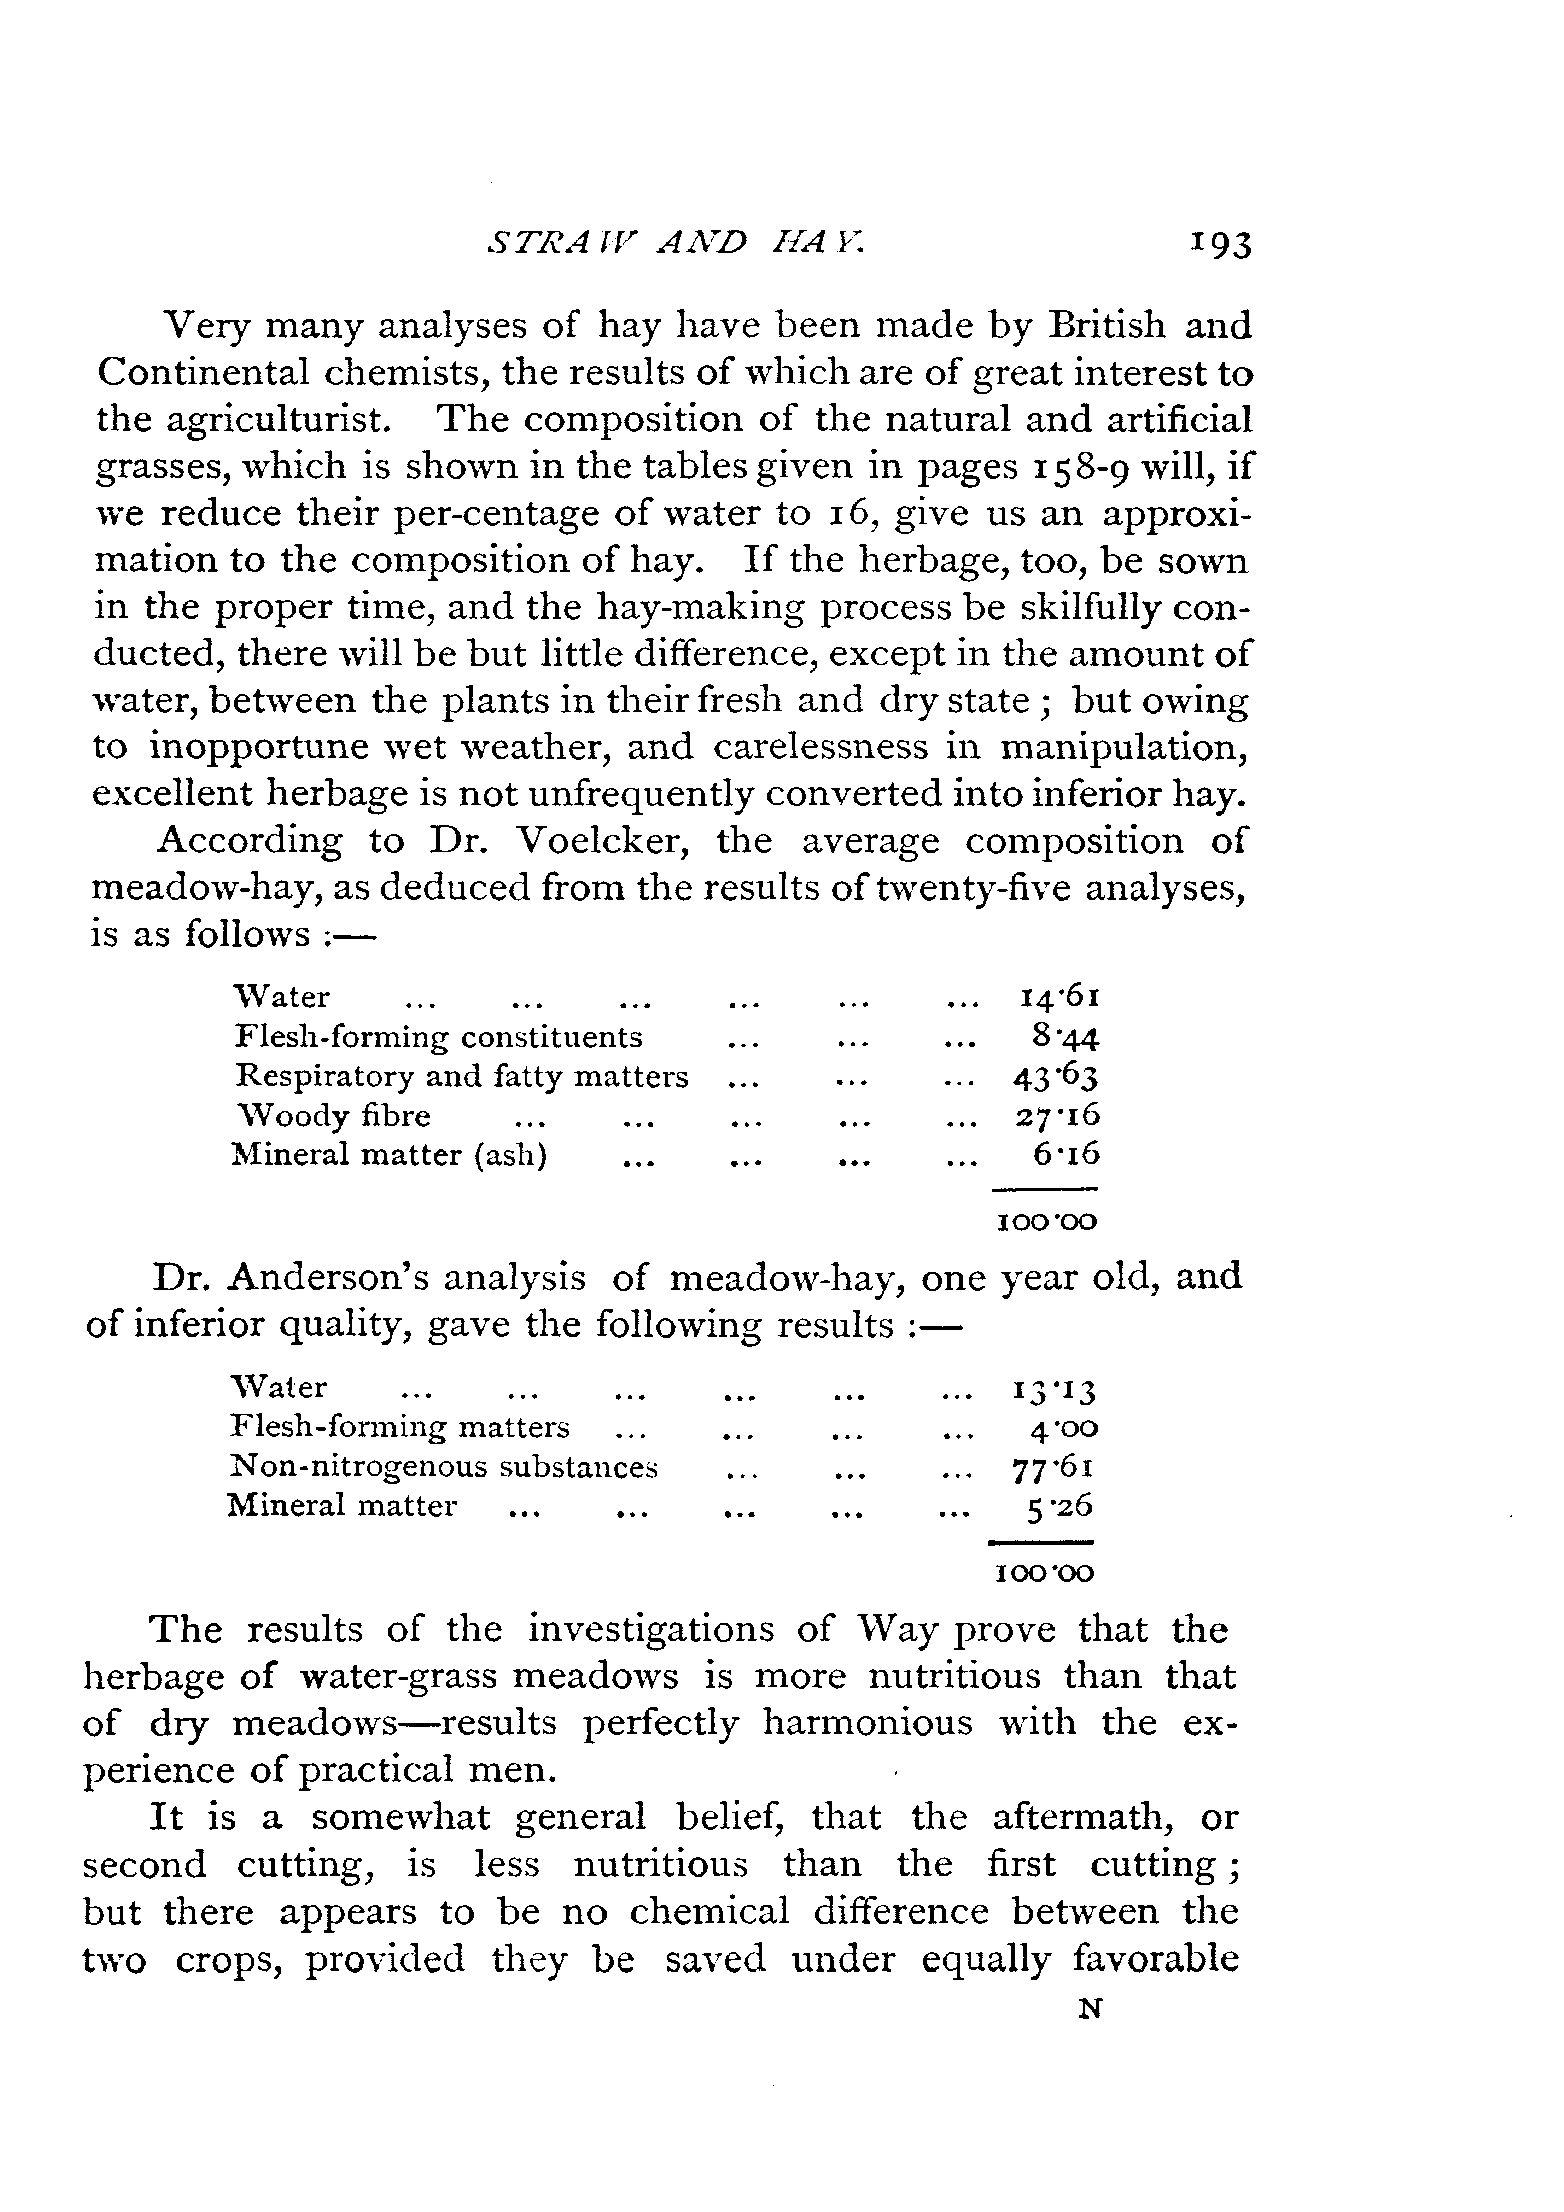 STRAW AND HAY. 193
Very many analyses of hay have been made by British and
Continental chemists, the results of which are of great interest to
the agriculturist. The composition of the natural and artificial
grasses, which is shown in the tables given in pages 158-9 will, if
we reduce their per-centage of water to 16, give us an approxi-
mation to the composition of hay. If the herbage, too, be sown
in the proper time, and the hay-making process be skilfully con-
ducted, there will be but little difference, except in the amount of
water, between the plants in their fresh and dry state ; but owing
to inopportune wet weather, and carelessness in manipulation,
excellent herbage is not unfrequently converted into inferior hay.
According to Dr. Voelcker, the average composition of
meadow-hay, as deduced from the results of twenty-five analyses,
is as follows :—
Water ... ... ... ... ... ... 14·61
Flesh-forming constituents ... ... ... 8·44
Respiratory and fatty matters ... ... ... 43·63
Woody fibre ... ... ... ... ... 27·16
Mineral matter (ash) ... ... ... ... 6·16
100·00
Dr. Anderson's analysis of meadow-hay, one year old, and
of inferior quality, gave the following results :—
Water ... ... ... ... ... ... 13·13
Flesh-forming matters ... ... ... ... 4·00
Non-nitrogenous substances ... ... ... 77·61
Mineral matter ... ... ... ... ... 5·26
100·00
The results of the investigations of Way prove that the
herbage of water-grass meadows is more nutritious than that
of dry meadows—results perfectly harmonious with the ex-
perience of practical men.
It is a somewhat general belief, that the aftermath, or
second cutting, is less nutritious than the first cutting ;
but there appears to be no chemical difference between the
two crops, provided they be saved under equally favorable
N